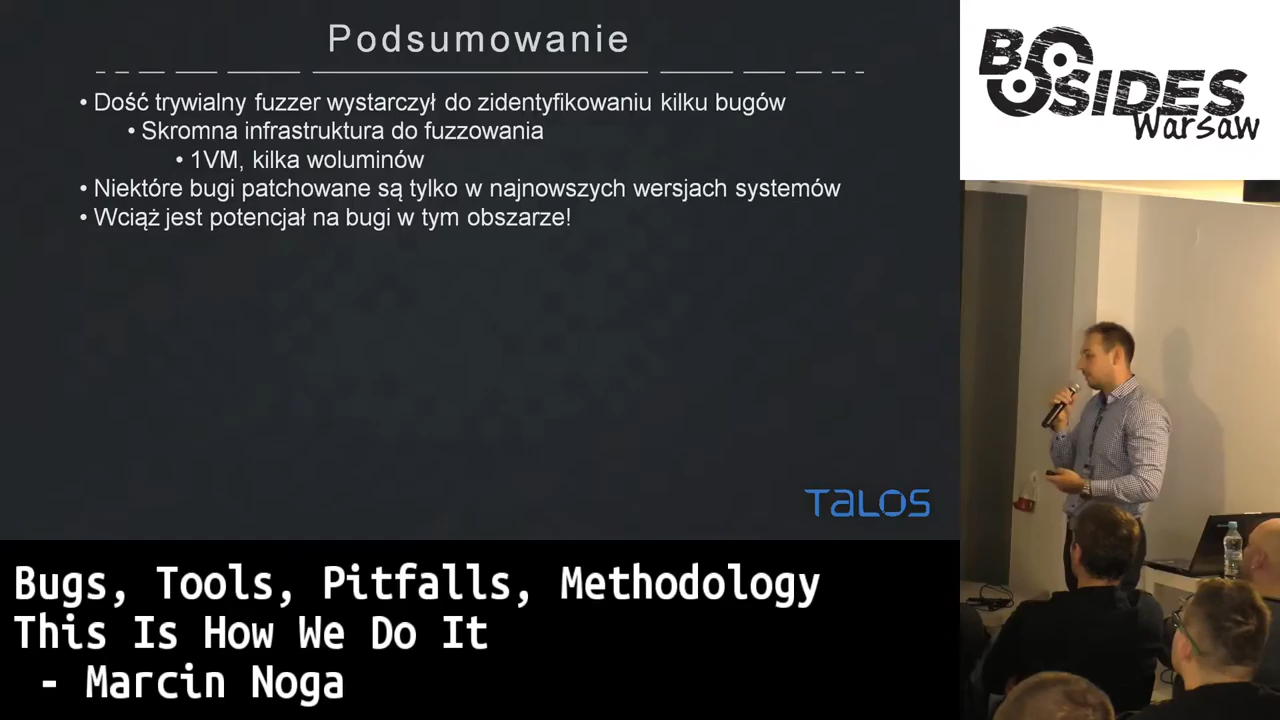 Podsumowanie
• Dość trywialny fuzzer wystarczył do zidentyfikowaniu kilku bugów
• Skromna infrastruktura do fuzzowania
• 1VM, kilka woluminów
• Niektóre bugi patchowane są tylko w najnowszych wersjach systemów
• Wciąż jest potencjał na bugi w tym obszarze!
TALOS
BSIDES
Warsaw
Bugs, Tools, Pitfalls, Methodology
This Is How We Do It
- Marcin Noga